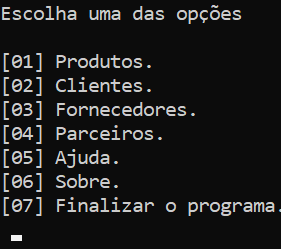 Escolha uma das opções
[01] Produtos.
[02] Clientes.
[03] Fornecedores.
[04] Parceiros.
[05] Ajuda.
[06] Sobre.
[07] Finalizar o programa.